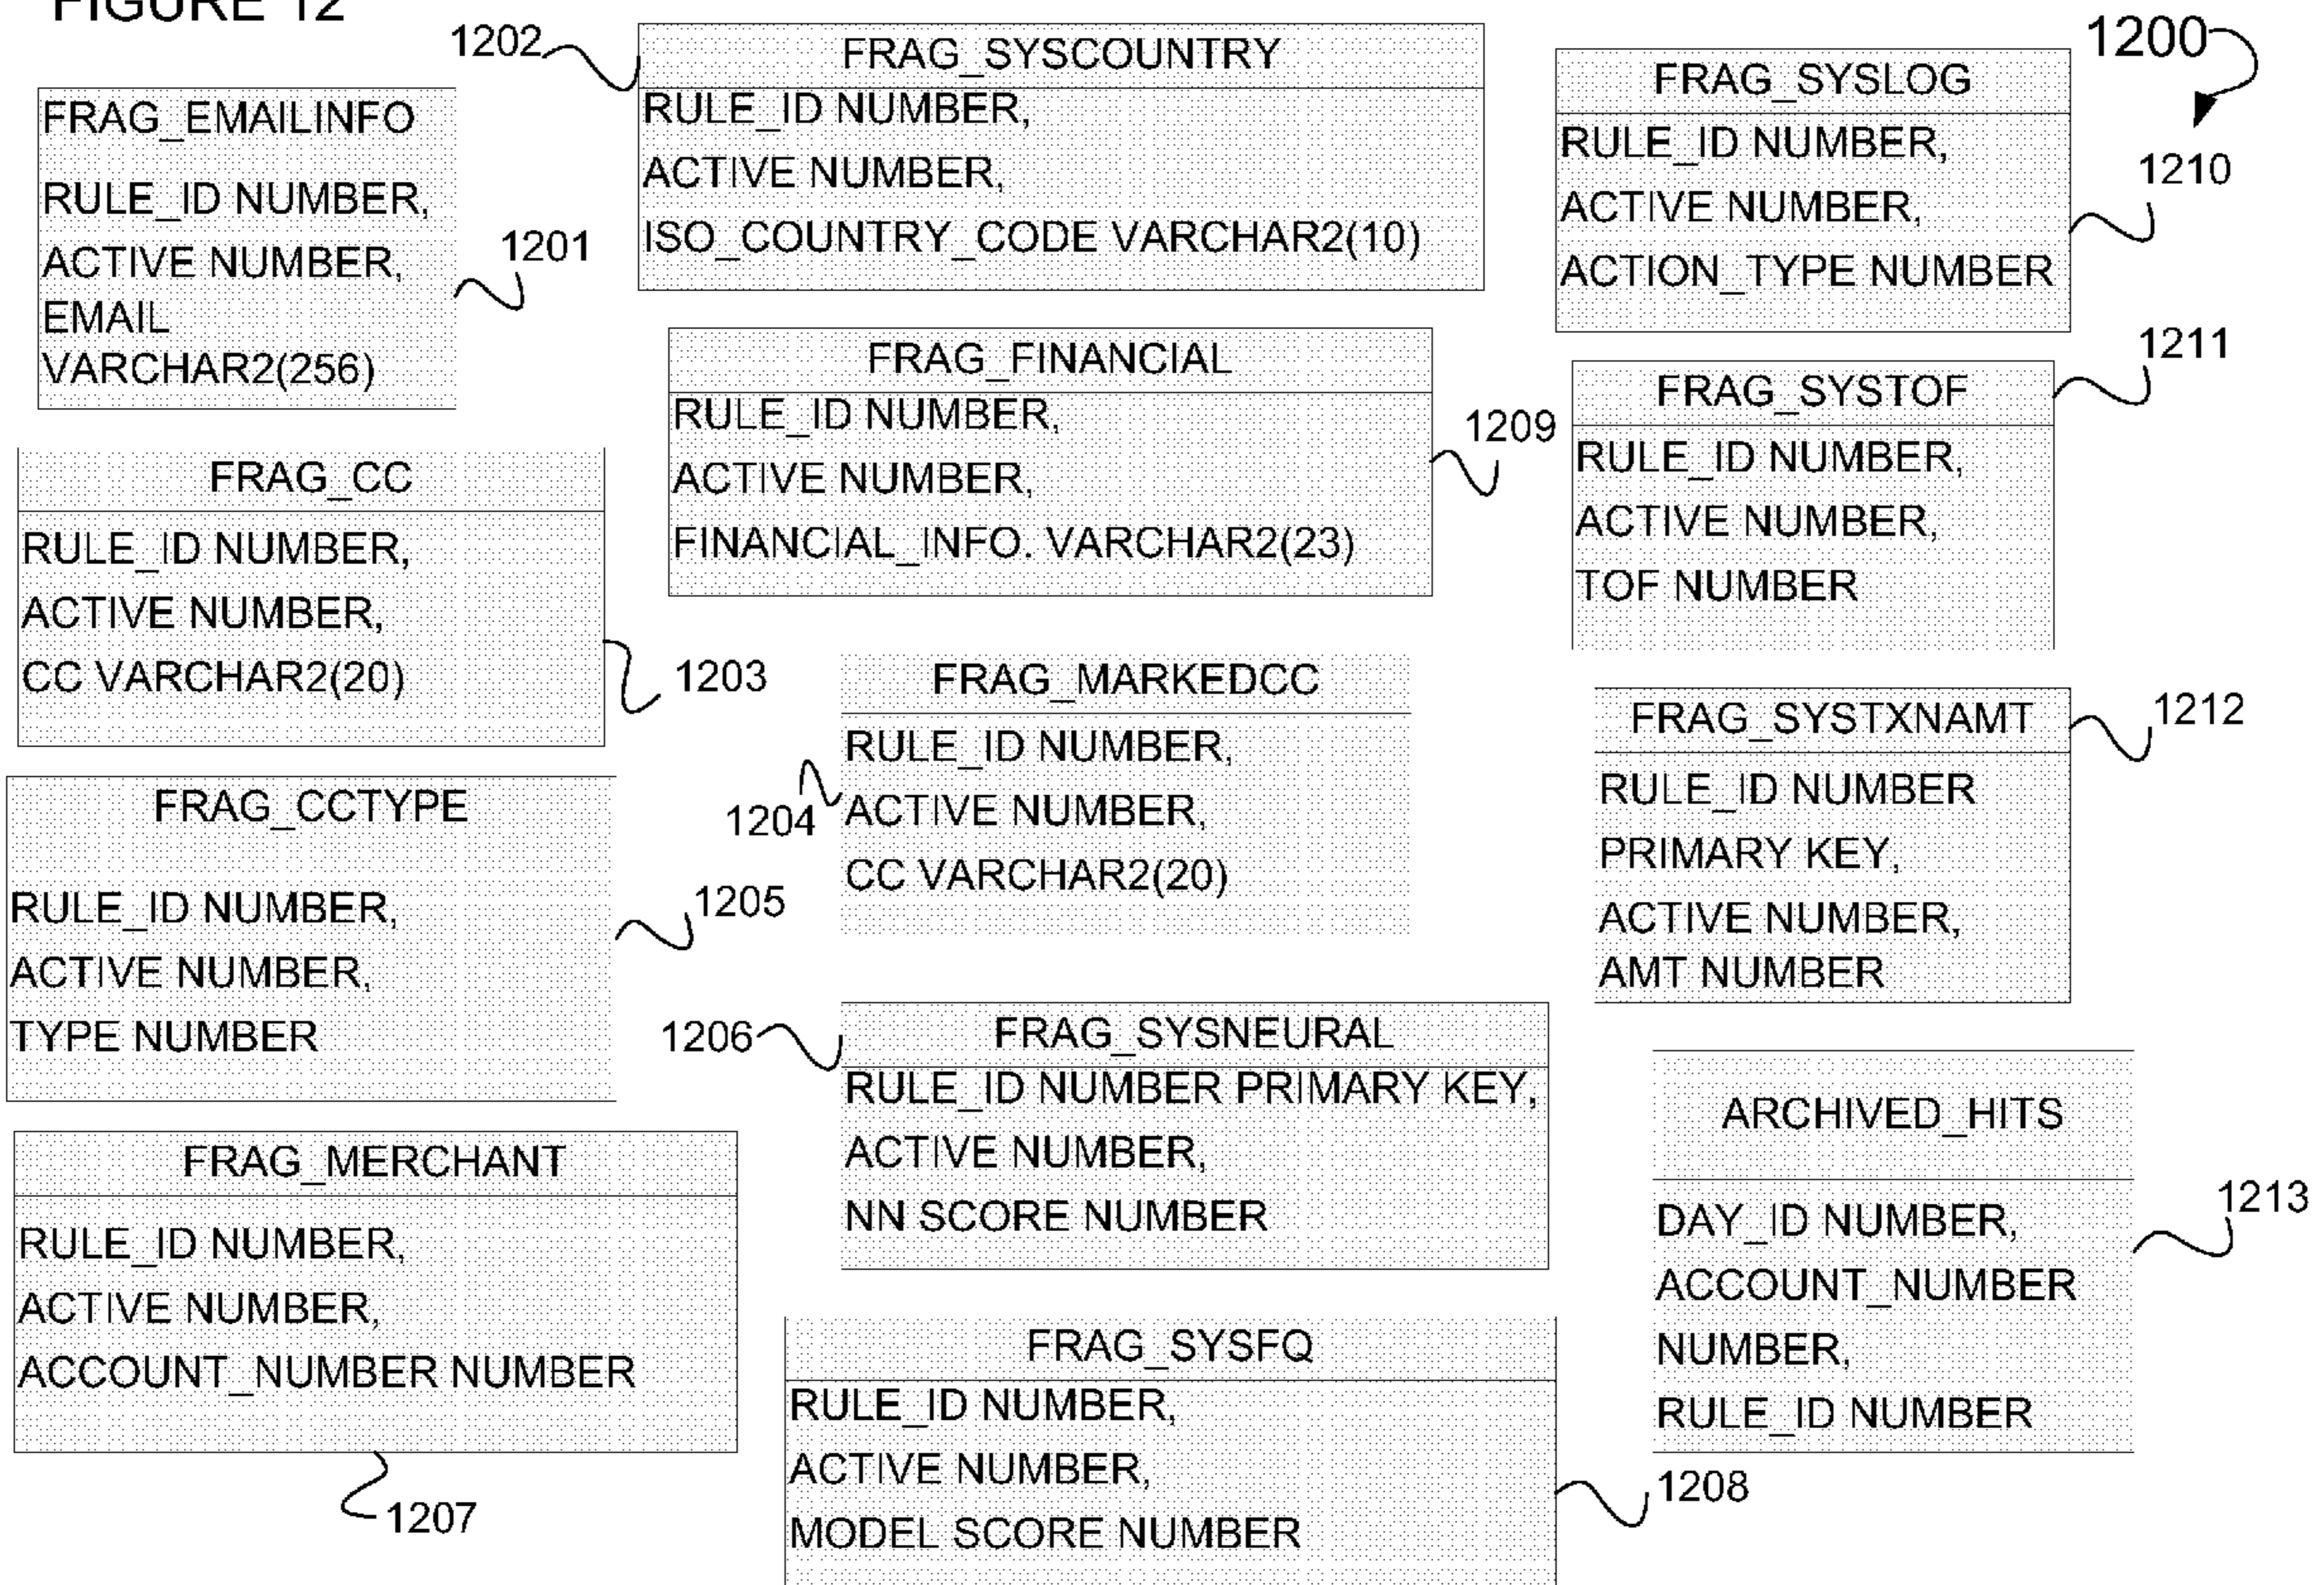 FIGURE 12
1200
1202
FRAG_SYSCOUNTRY
RULE_ID NUMBER,
ACTIVE NUMBER,
ISO_COUNTRY_CODE VARCHAR2(10)
FRAG_SYSLOG
RULE_ID NUMBER,
ACTIVE NUMBER,
ACTION_TYPE NUMBER
1210
FRAG_EMAILINFO
RULE_ID NUMBER,
ACTIVE NUMBER,
EMAIL
VARCHAR2(256)
1201
FRAG_FINANCIAL
RULE_ID NUMBER,
ACTIVE NUMBER,
FINANCIAL_INFO. VARCHAR2(23)
1209
1211
FRAG_SYSTOF
RULE_ID NUMBER,
ACTIVE NUMBER,
TOF NUMBER
FRAG_CC
RULE_ID NUMBER,
ACTIVE NUMBER,
CC VARCHAR2(20)
1203
FRAG_MARKEDCC
RULE_ID NUMBER,
ACTIVE NUMBER,
CC VARCHAR2(20)
1204
FRAG_SYSTXNAMT
RULE_ID NUMBER
PRIMARY KEY,
ACTIVE NUMBER,
AMT NUMBER
1212
FRAG_CCTYPE
RULE_ID NUMBER,
ACTIVE NUMBER,
TYPE NUMBER
1205
1206
FRAG_SYSNEURAL
RULE_ID NUMBER PRIMARY KEY,
ACTIVE NUMBER,
NN SCORE NUMBER
ARCHIVED_HITS
DAY_ID NUMBER,
ACCOUNT_NUMBER
NUMBER,
RULE_ID NUMBER
1213
FRAG_MERCHANT
RULE_ID NUMBER,
ACTIVE NUMBER,
ACCOUNT_NUMBER NUMBER
1207
FRAG_SYSFQ
RULE_ID NUMBER,
ACTIVE NUMBER,
MODEL SCORE NUMBER
1208